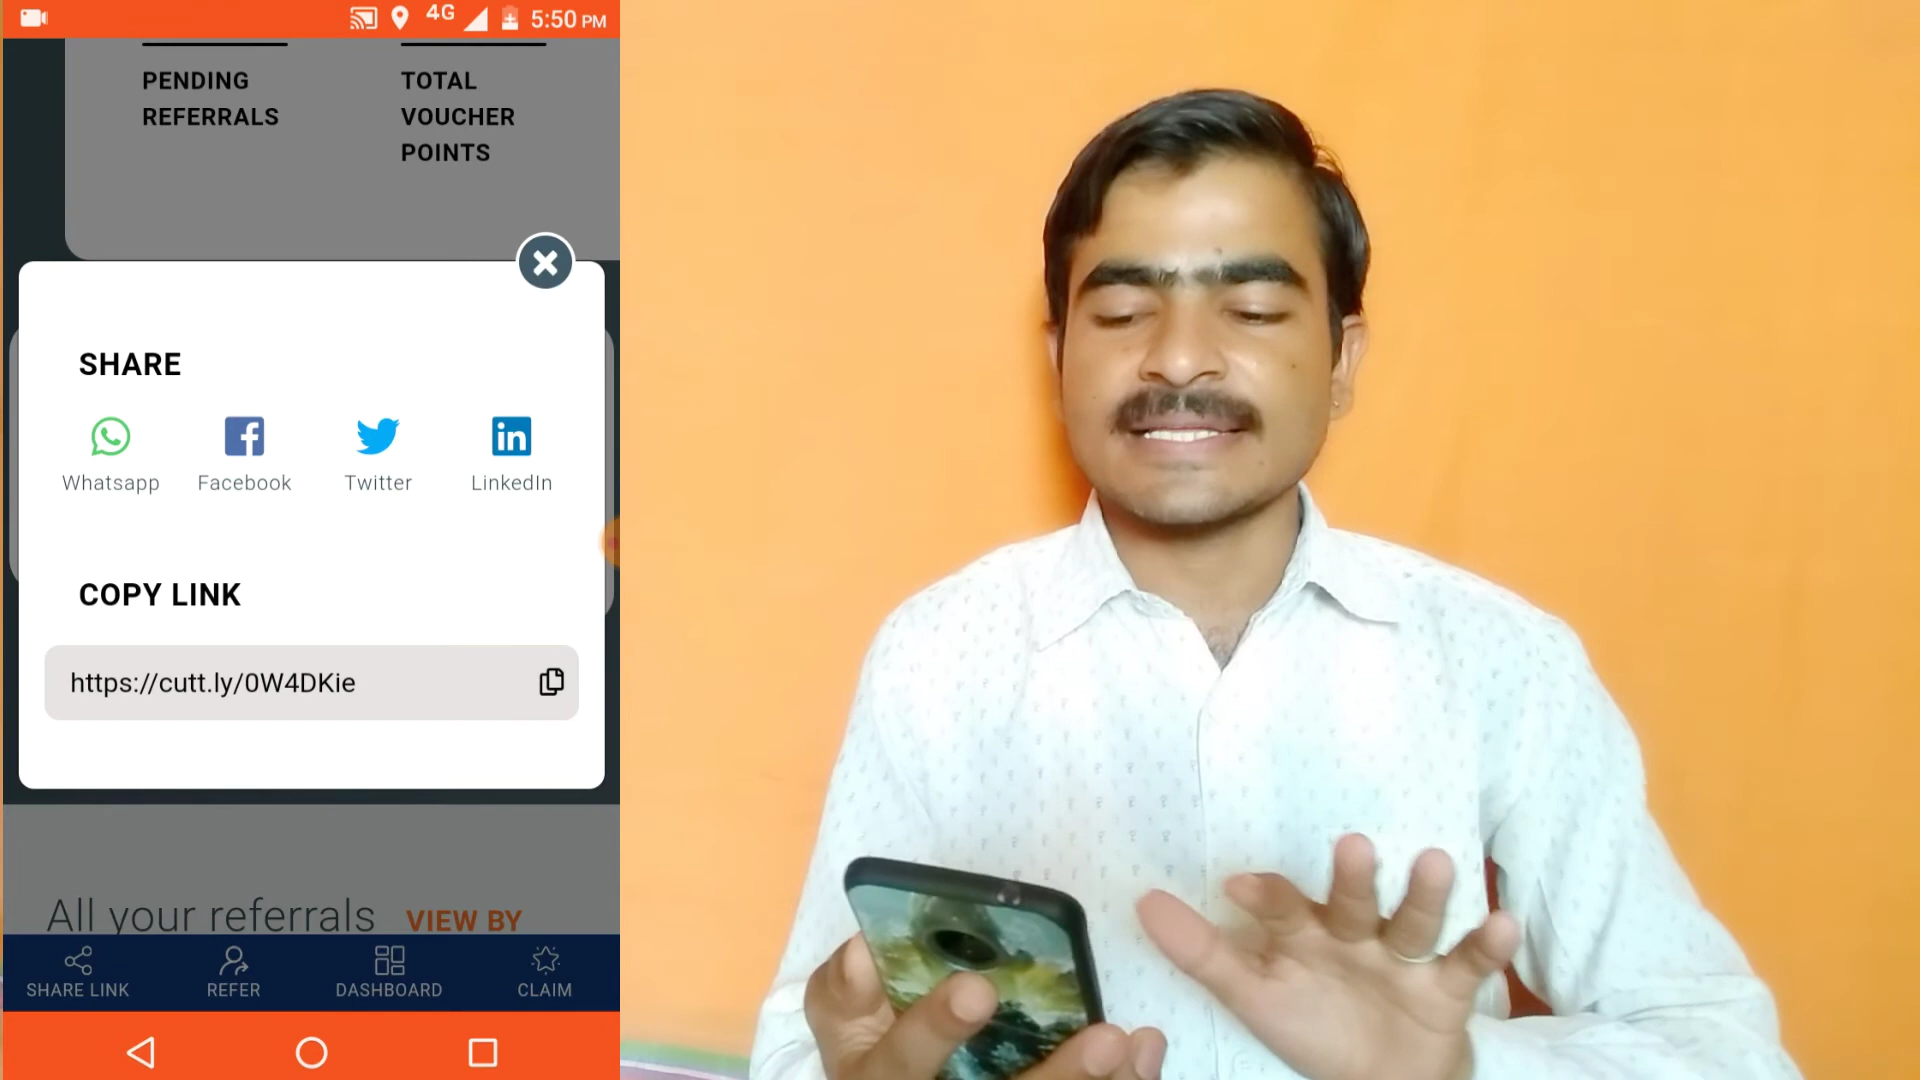 4G 5:50 PM
PENDING
REFERRALS
TOTAL
VOUCHER
POINTS
SHARE
Whatsapp
Facebook
Twitter
LinkedIn
COPY LINK
https://cutt.ly/0W4DKie
All your referrals VIEW BY
SHARE LINK
REFER
DASHBOARD
CLAIM